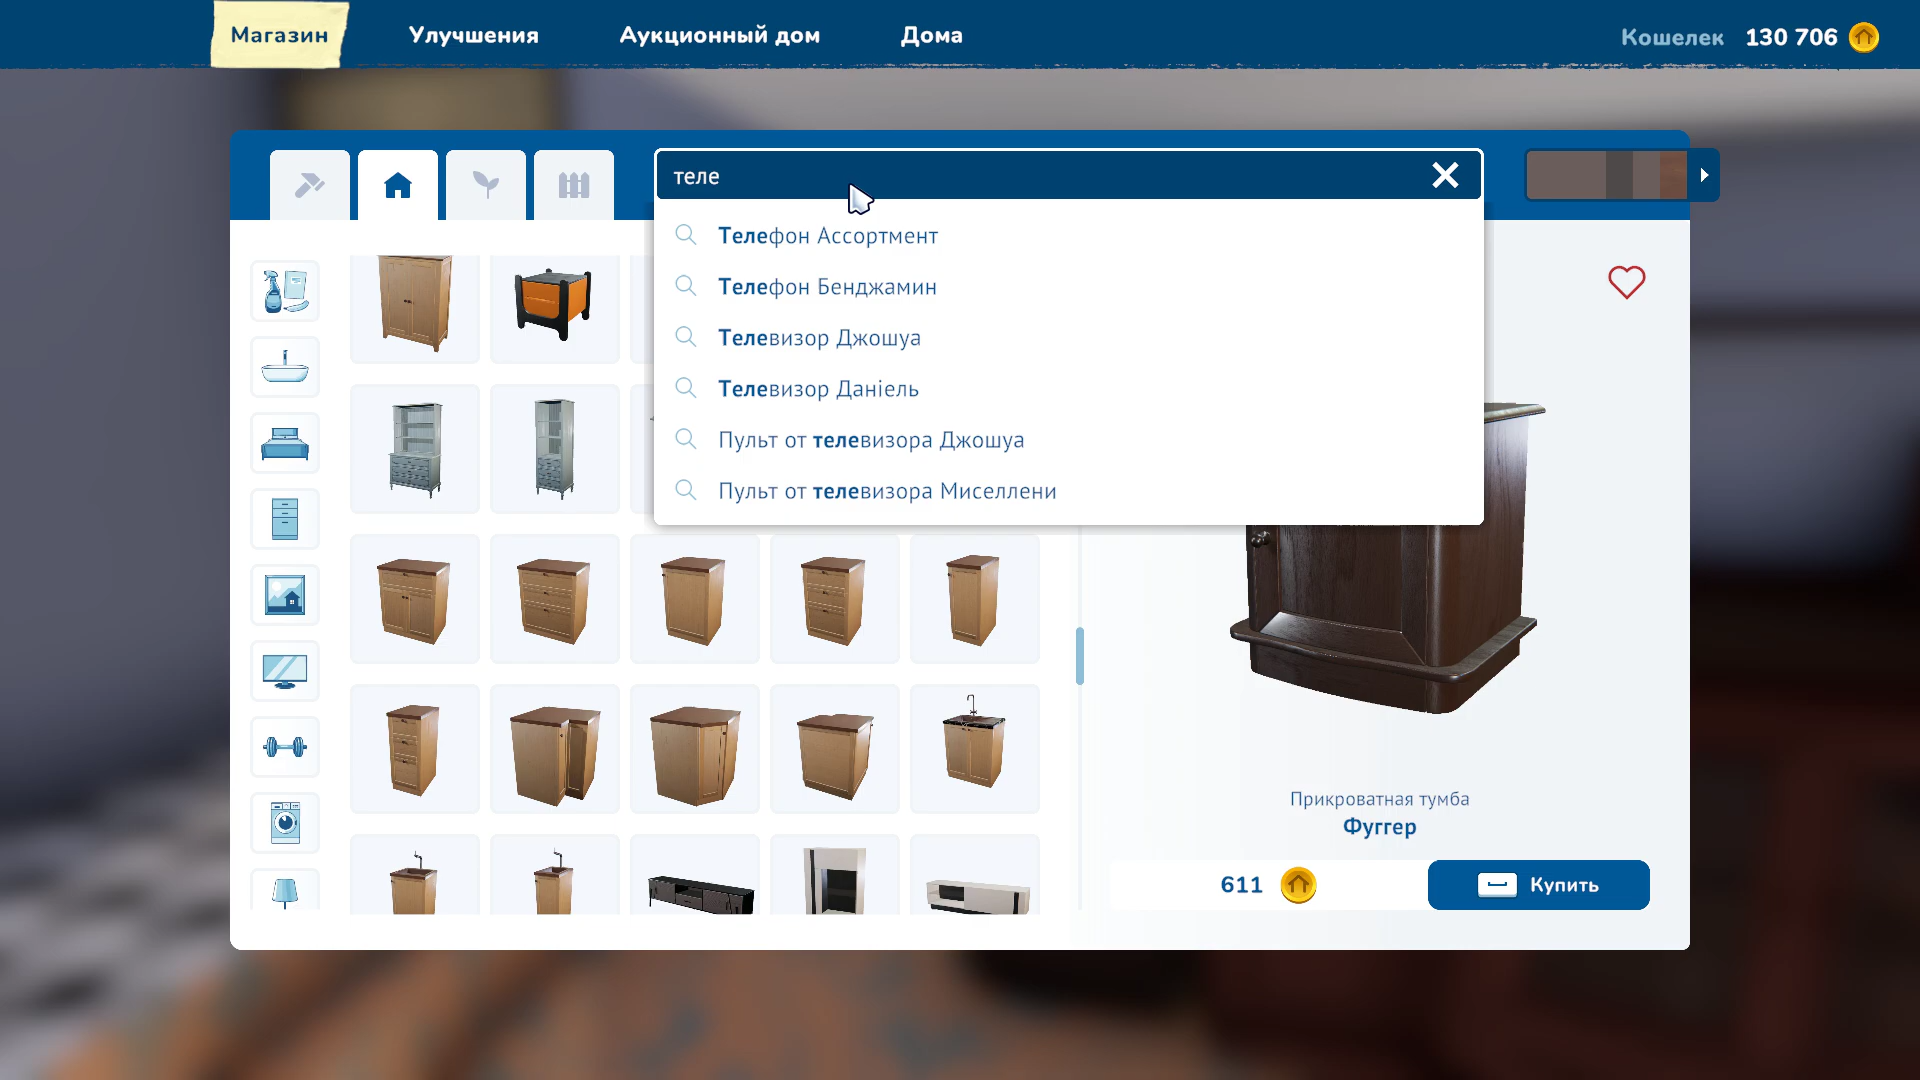 Магазин
Улучшения
Аукционный дом
Дома
Кошелек 130 706
теле
Телефон Ассортмент
Телефон Бенджамин
Телевизор Джошуа
Телевизор Даніель
Пульт от телевизора Джошуа
Пульт от телевизора Миселлени
Прикроватная тумба
Фуггер
611
Купить